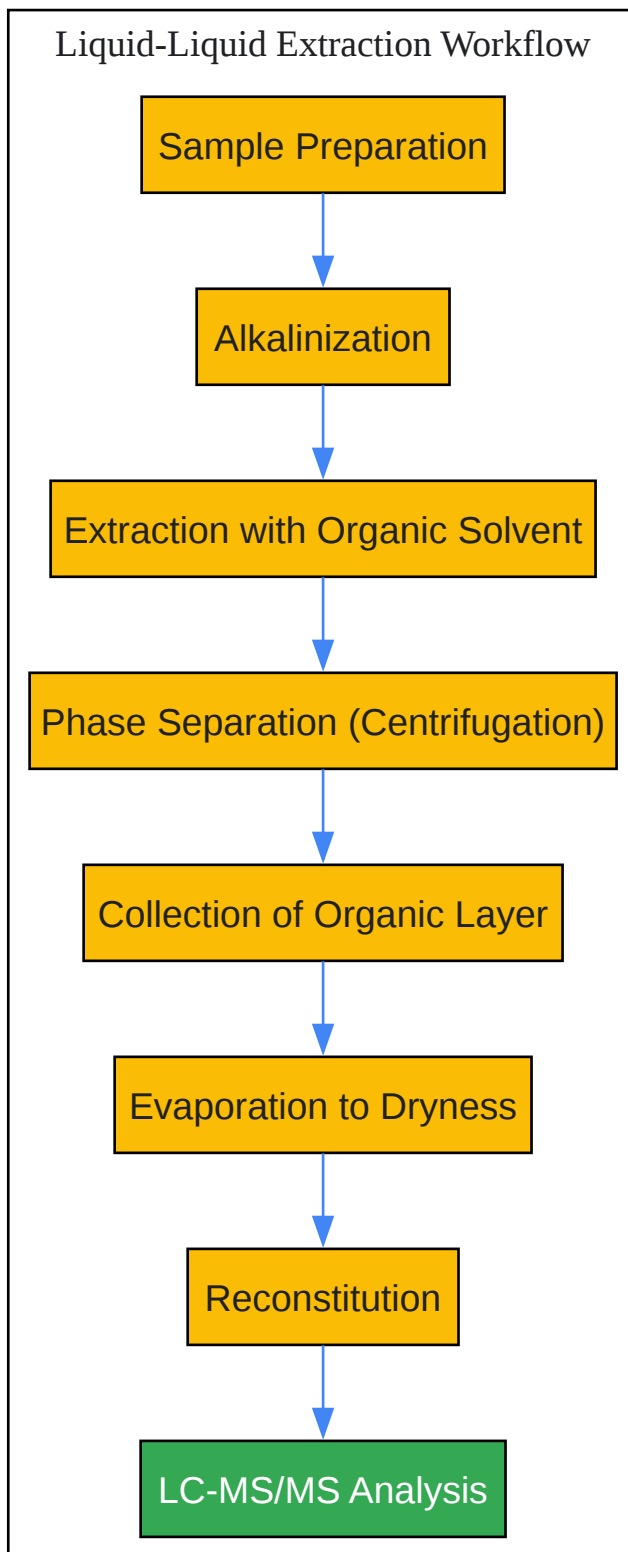 Liquid-Liquid Extraction Workflow
Sample Preparation
Alkalinization
Extraction with Organic Solvent
Phase Separation (Centrifugation)
Collection of Organic Layer
Evaporation to Dryness
Reconstitution
LC-MS/MS Analysis